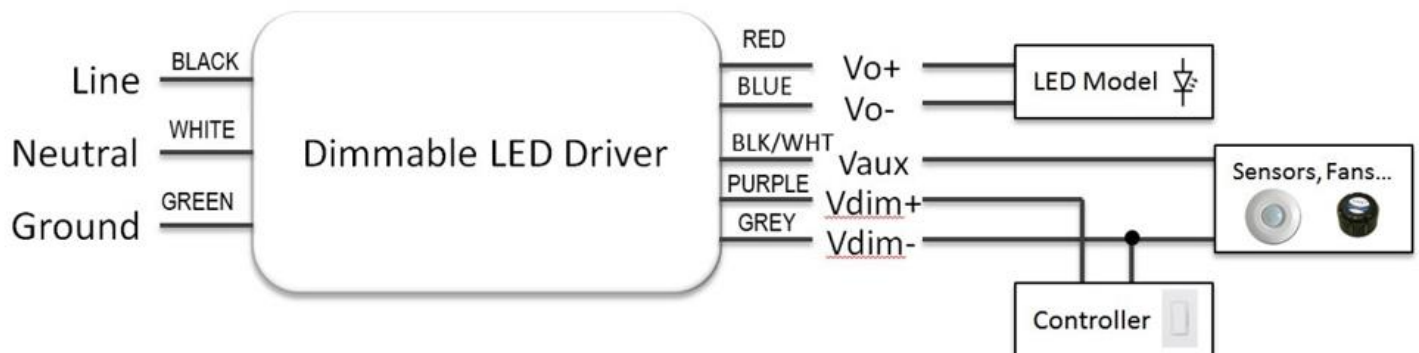 BLACK
Line
WHITE
Neutral
GREEN
Ground
Dimmable LED Driver
RED
Vo+
BLUE
Vo-
BLK/WHT
Vaux
PURPLE
Vdim+
GREY
Vdim-
LED Model
Sensors, Fans...
Controller